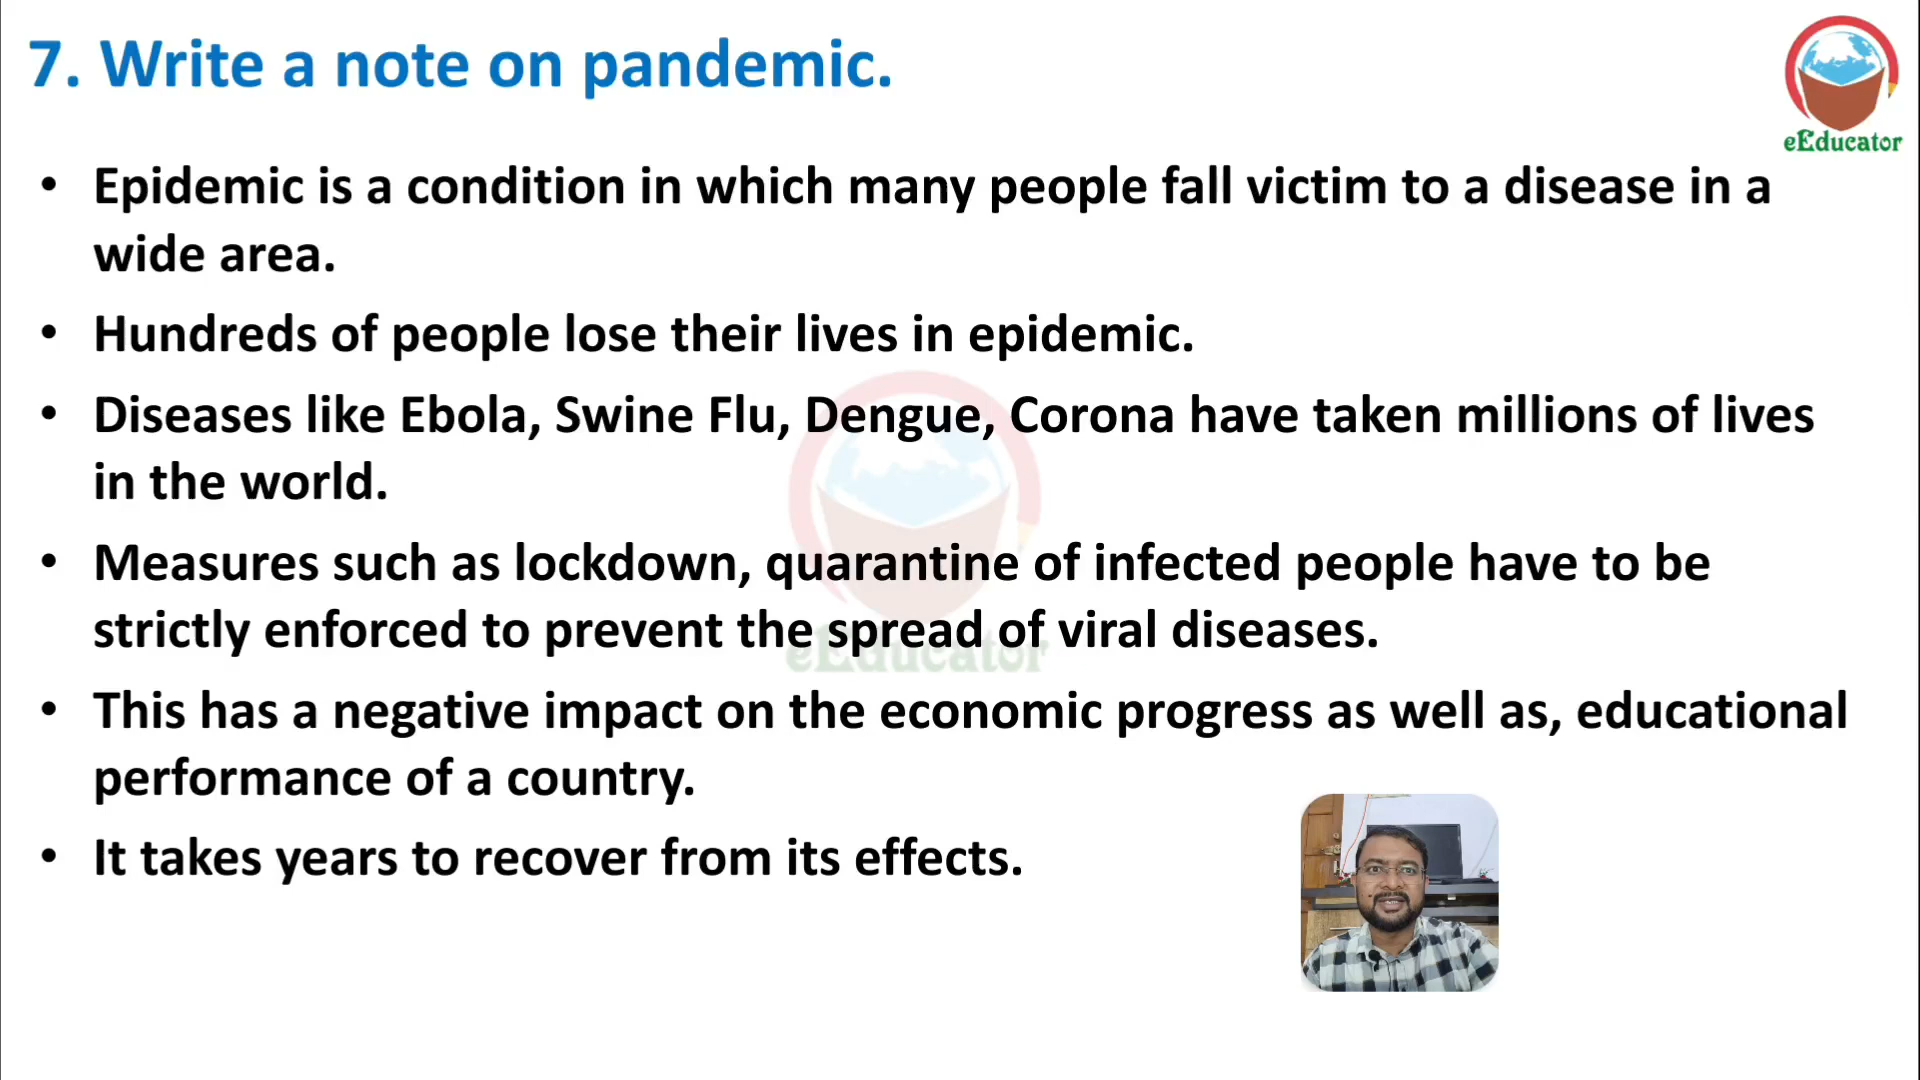 7. Write a note on pandemic.
eEducator
• Epidemic is a condition in which many people fall victim to a disease in a
wide area.
• Hundreds of people lose their lives in epidemic.
• Diseases like Ebola, Swine Flu, Dengue, Corona have taken millions of lives
in the world.
• Measures such as lockdown, quarantine of infected people have to be
strictly enforced to prevent the spread of viral diseases.
eEducator
• This has a negative impact on the economic progress as well as, educational
performance of a country.
• It takes years to recover from its effects.